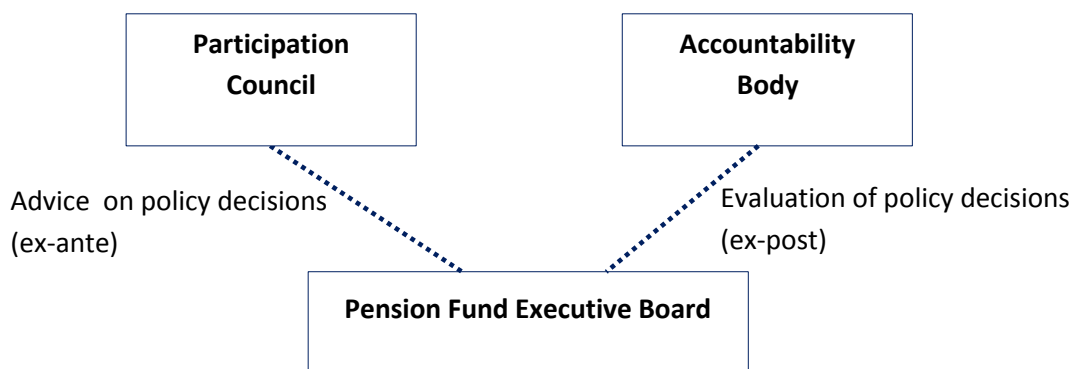 Participation
Council
Accountability
Body
Advice  on policy decisions
(ex-ante)
Evaluation of policy decisions
(ex-post)
Pension Fund Executive Board